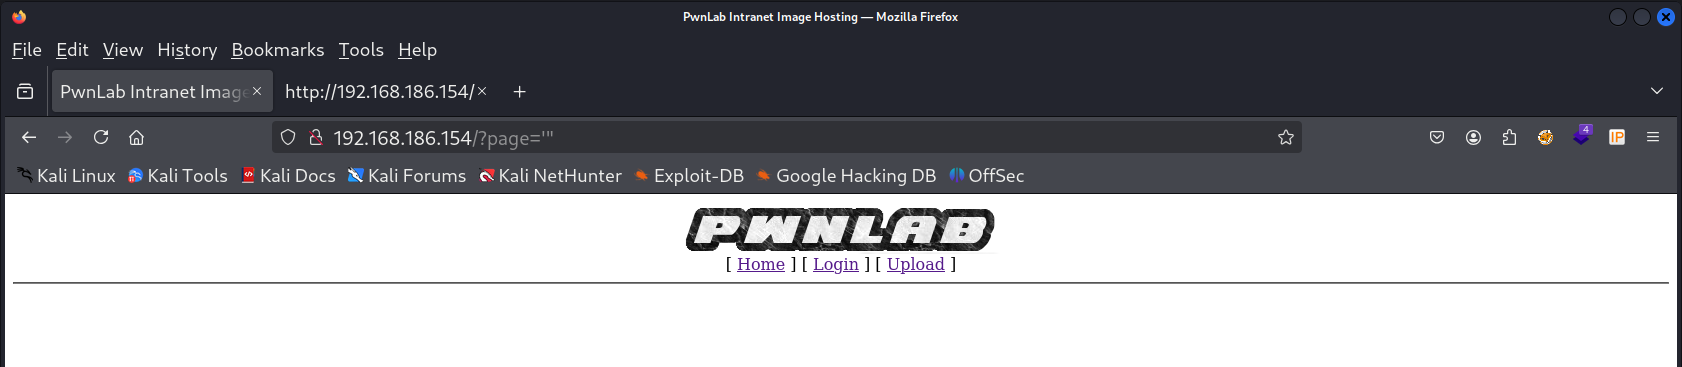 PwnLab Intranet Image Hosting — Mozilla Firefox
File Edit View History Bookmarks Tools Help
PwnLab Intranet Image × http://192.168.186.154/ × +
192.168.186.154/?page='"
4 IP
Kali Linux Kali Tools Kali Docs Kali Forums Kali NetHunter Exploit-DB Google Hacking DB OffSec
PWNLAB
[ Home ] [ Login ] [ Upload ]